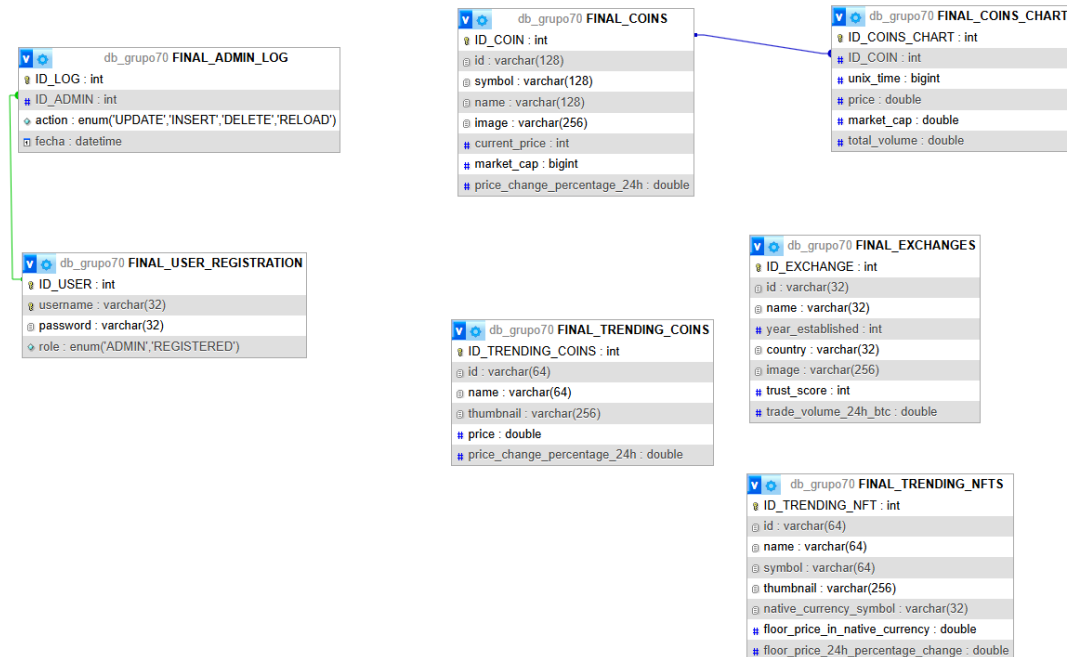 db_grupo70 FINAL_ADMIN_LOG
ID_LOG : int
ID_ADMIN : int
action : enum('UPDATE','INSERT','DELETE','RELOAD')
fecha : datetime
db_grupo70 FINAL_USER_REGISTRATION
ID_USER : int
username : varchar(32)
password : varchar(32)
role : enum('ADMIN','REGISTERED')
db_grupo70 FINAL_COINS
ID_COIN : int
id : varchar(128)
symbol : varchar(128)
name : varchar(128)
image : varchar(256)
current_price : int
market_cap : bigint
price_change_percentage_24h : double
db_grupo70 FINAL_COINS_CHART
ID_COINS_CHART : int
ID_COIN : int
unix_time : bigint
price : double
market_cap : double
total_volume : double
db_grupo70 FINAL_TRENDING_COINS
ID_TRENDING_COINS : int
id : varchar(64)
name : varchar(64)
thumbnail : varchar(256)
price : double
price_change_percentage_24h : double
db_grupo70 FINAL_EXCHANGES
ID_EXCHANGE : int
id : varchar(32)
name : varchar(32)
year_established : int
country : varchar(32)
image : varchar(256)
trust_score : int
trade_volume_24h_btc : double
db_grupo70 FINAL_TRENDING_NFTS
ID_TRENDING_NFT : int
id : varchar(64)
name : varchar(64)
symbol : varchar(64)
thumbnail : varchar(256)
native_currency_symbol : varchar(32)
floor_price_in_native_currency : double
floor_price_24h_percentage_change : double